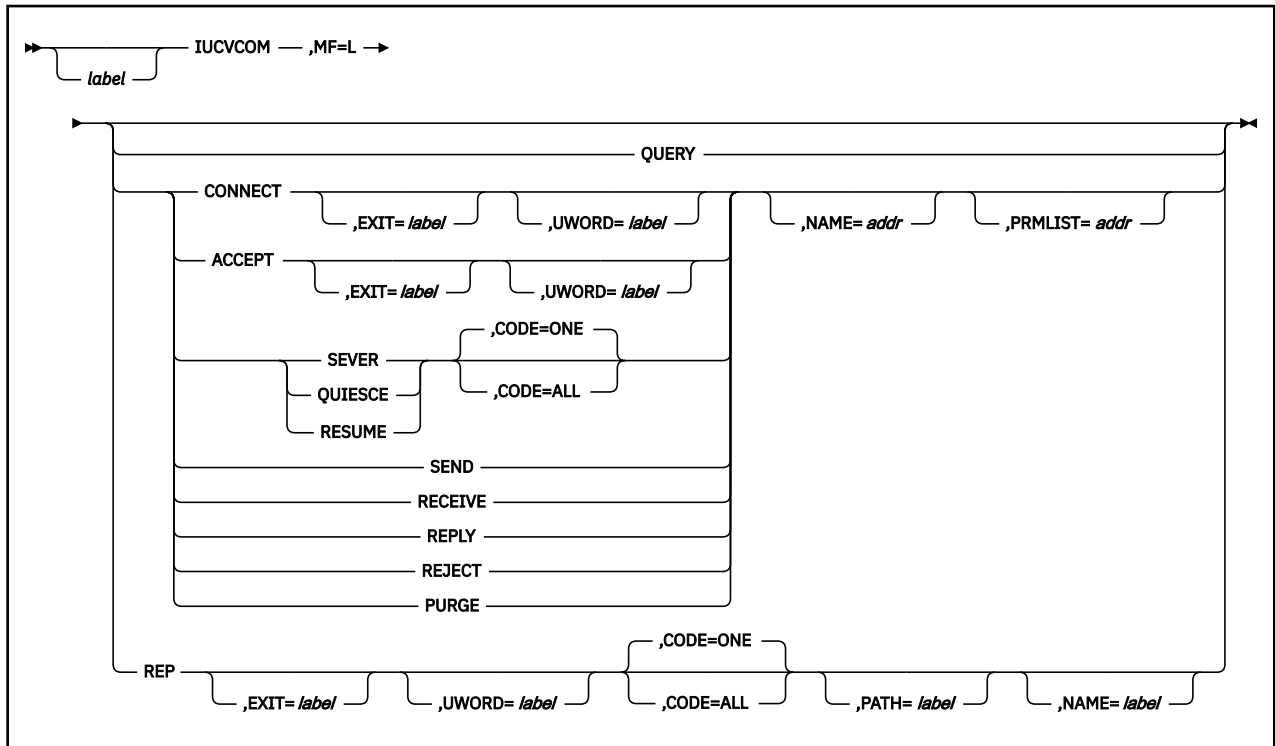 IUCVCOM ,MF=L
label
QUERY
CONNECT
,EXIT= label ,UWORD= label ,NAME= addr ,PRMLIST= addr
ACCEPT
,EXIT= label ,UWORD= label
,CODE=ONE
SEVER
QUIESCE ,CODE=ALL
RESUME
SEND
RECEIVE
REPLY
REJECT
PURGE
,CODE=ONE
REP
,EXIT= label ,UWORD= label ,CODE=ALL ,PATH= label ,NAME= label